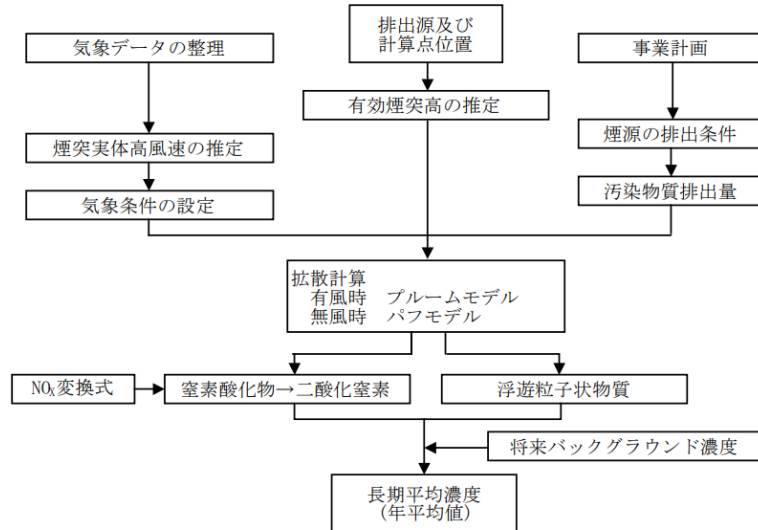 気象データの整理
排出源及び
計算点位置
事業計画
有効煙突高の推定
煙突実体高風速の推定
煙源の排出条件
気象条件の設定
汚染物質排出量
拡散計算
有風時　プルームモデル
無風時　パフモデル
NOX変換式
窒素酸化物→二酸化窒素
浮遊粒子状物質
将来バックグラウンド濃度
長期平均濃度
(年平均値)